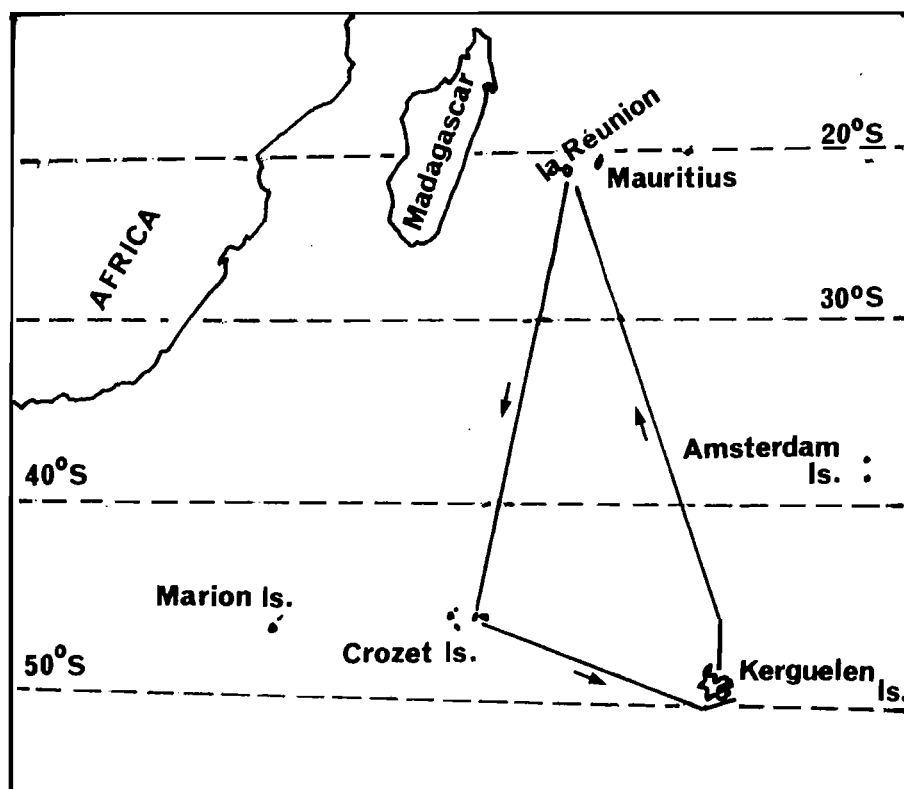 la Réunion
20°S
Madagascar
Mauritius
AFRICA
30°S
Amsterdam
Is.
40°S
Marion Is.
Crozet Is.
50°S
Kerguelen
Is.